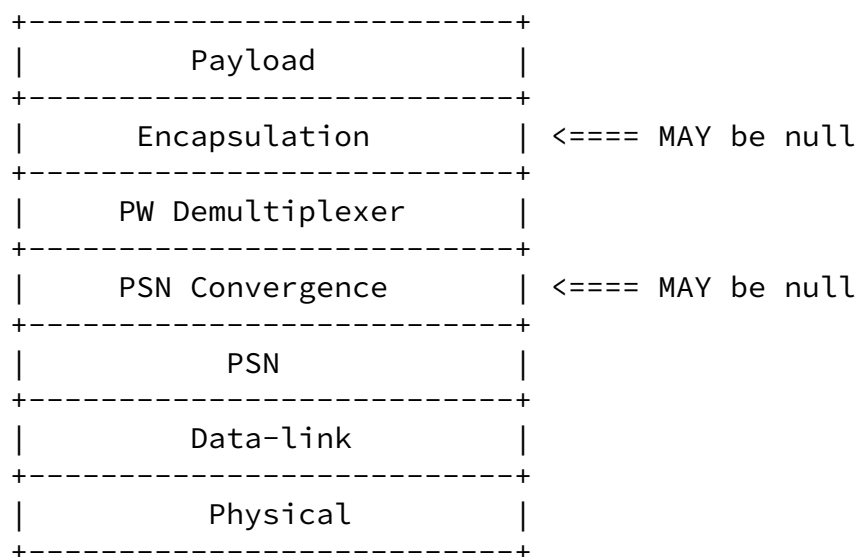 Payload
Encapsulation <==== MAY be null
PW Demultiplexer
PSN Convergence <==== MAY be null
PSN
Data-link
Physical